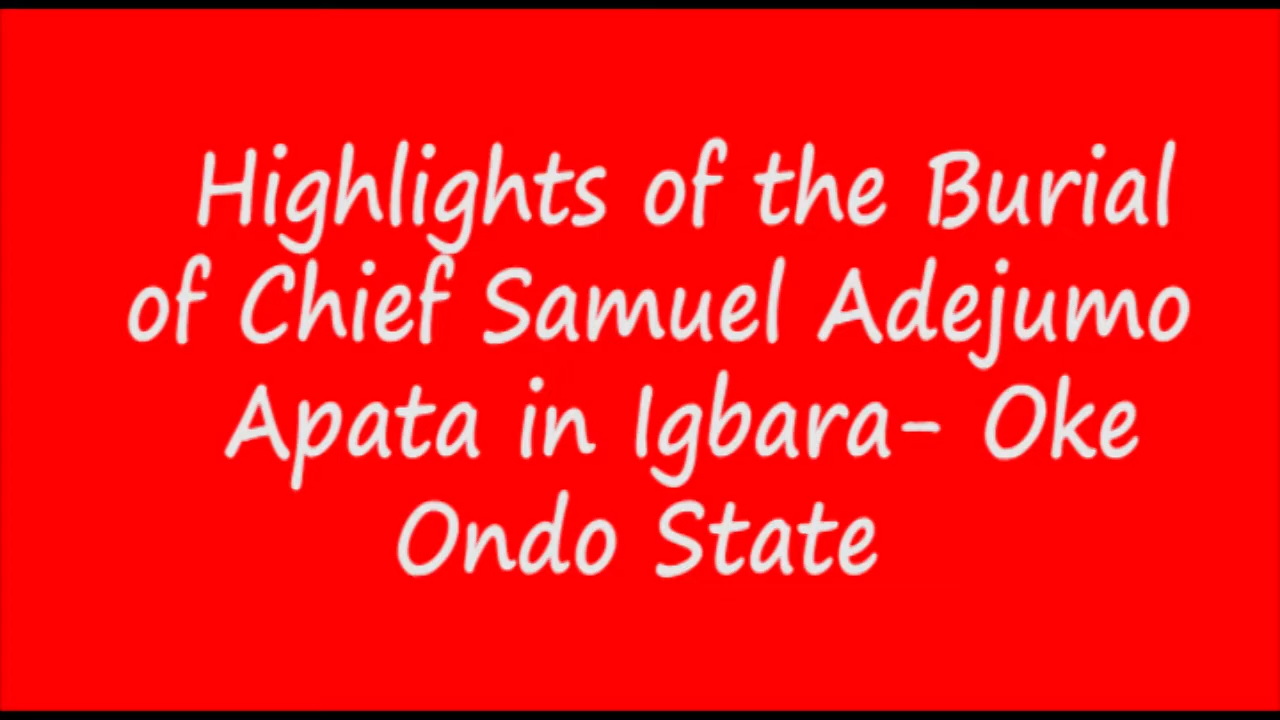 Highlights of the Burial
of Chief Samuel Adejumo
Apata in Igbara- Oke
Ondo State